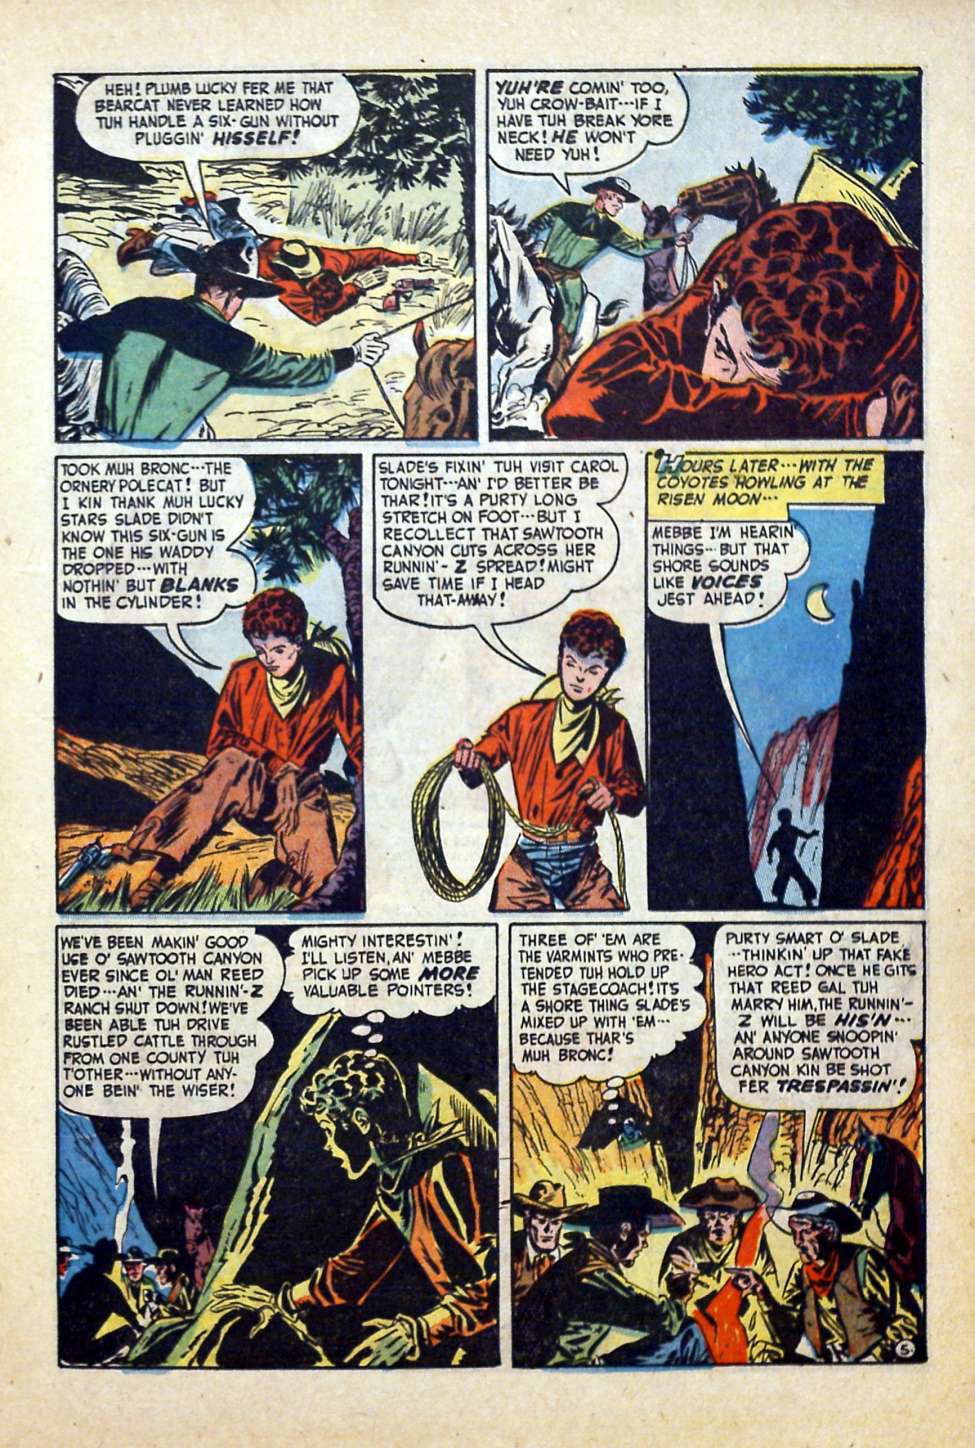 HEH! PLUMB LUCKY FER ME THAT
BEARCAT NEVER LEARNED HOW
TUH HANDLE A SIX-GUN WITHOUT
PLUGGIN' HISSELF!
YUH'RE COMIN' TOO,
YUH CROW-BAIT---IF I
HAVE TUH BREAK YORE
NECK! HE WON'T
NEED YUH!
TOOK MUH BRONC---THE
ORNERY POLECAT! BUT
I KIN THANK MUH LUCKY
STARS SLADE DIDN'T
KNOW THIS SIX-GUN IS
THE ONE HIS WADDY
DROPPED---WITH
NOTHIN' BUT BLANKS
IN THE CYLINDER!
SLADE'S FIXIN' TUH VISIT CAROL
TONIGHT---AN' I'D BETTER BE
THAR! IT'S A PURTY LONG
STRETCH ON FOOT---BUT I
RECOLLECT THAT SAWTOOTH
CANYON CUTS ACROSS HER
RUNNIN'-Z SPREAD! MIGHT
SAVE TIME IF I HEAD
THAT-AWAY!
HOURS LATER---WITH THE
COYOTES HOWLING AT THE
RISEN MOON---
MEBBE I'M HEARIN'
THINGS--BUT THAT
SHORE SOUNDS
LIKE VOICES
JEST AHEAD!
WE'VE BEEN MAKIN' GOOD
USE O' SAWTOOTH CANYON
EVER SINCE OL' MAN REED
DIED---AN' THE RUNNIN'-Z
RANCH SHUT DOWN! WE'VE
BEEN ABLE TUH DRIVE
RUSTLED CATTLE THROUGH
FROM ONE COUNTY TUH
T'OTHER---WITHOUT ANY-
ONE BEIN' THE WISER!
MIGHTY INTERESTIN'!
I'LL LISTEN, AN' MEBBE
PICK UP SOME MORE
VALUABLE POINTERS!
THREE OF 'EM ARE
THE VARMINTS WHO PRE-
TENDED TUH HOLD UP
THE STAGECOACH! IT'S
A SHORE THING SLADE'S
MIXED UP WITH 'EM---
BECAUSE THAR'S
MUH BRONC!
PURTY SMART O' SLADE
---THINKIN' UP THAT FAKE
HERO ACT! ONCE HE GITS
THAT REED GAL TUH
MARRY HIM, THE RUNNIN'-
Z WILL BE HIS'N---
AN' ANYONE SNOOPIN'
AROUND SAWTOOTH
CANYON KIN BE SHOT
FER TRESPASSIN'!
5